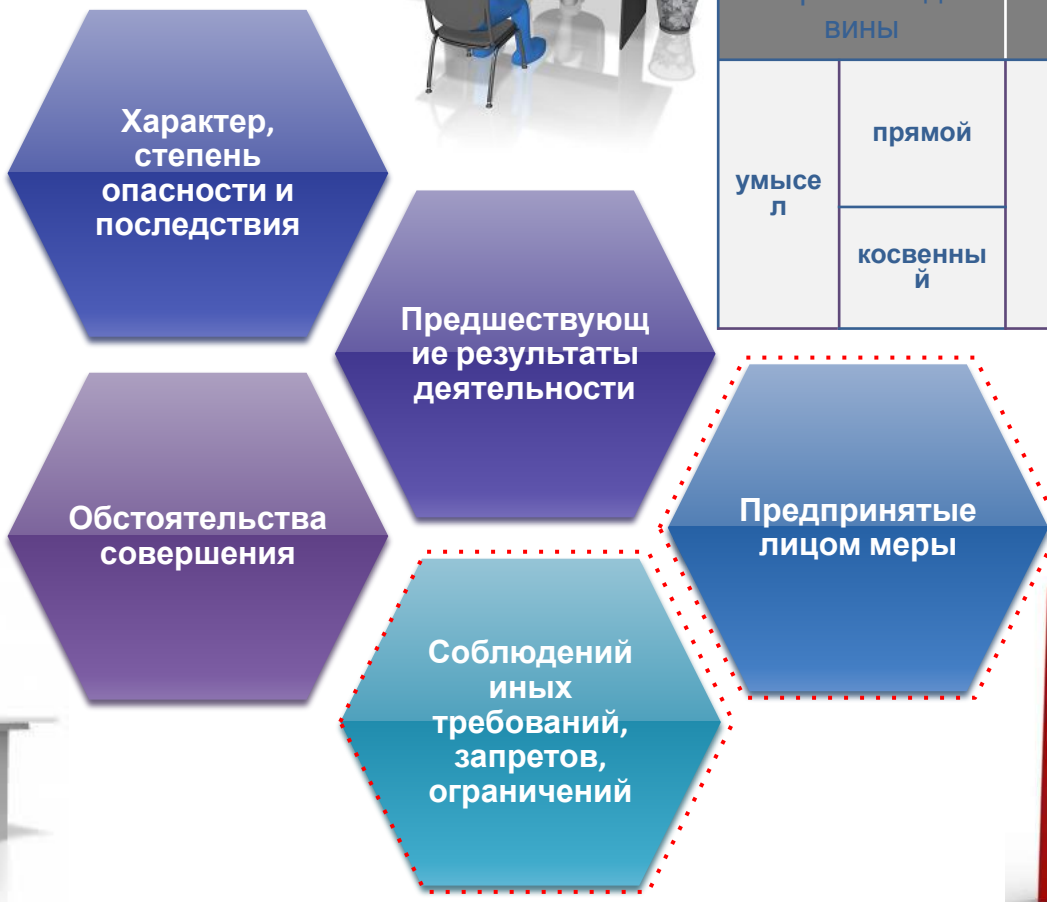 вины
умысе
л
прямой
косвенны
й
Характер,
степень
опасности и
последствия
Предшествующ
ие результаты
деятельности
Обстоятельства
совершения
Предпринятые
лицом меры
Соблюдений
иных
требований,
запретов,
ограничений